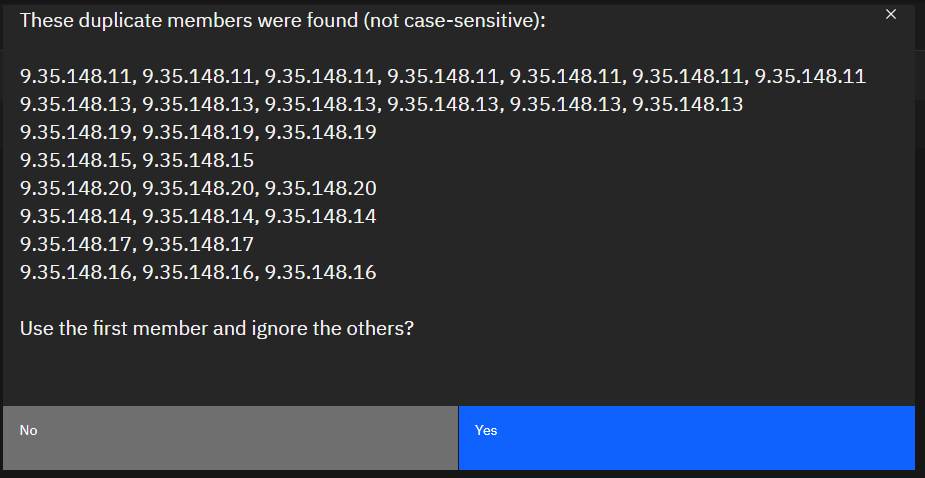 These duplicate members were found (not case-sensitive):
9.35.148.11, 9.35.148.11, 9.35.148.11, 9.35.148.11, 9.35.148.11, 9.35.148.11, 9.35.148.11
9.35.148.13, 9.35.148.13, 9.35.148.13, 9.35.148.13, 9.35.148.13, 9.35.148.13
9.35.148.19, 9.35.148.19, 9.35.148.19
9.35.148.15, 9.35.148.15
9.35.148.20, 9.35.148.20, 9.35.148.20
9.35.148.14, 9.35.148.14, 9.35.148.14
9.35.148.17, 9.35.148.17
9.35.148.16, 9.35.148.16, 9.35.148.16
Use the first member and ignore the others?
No
Yes